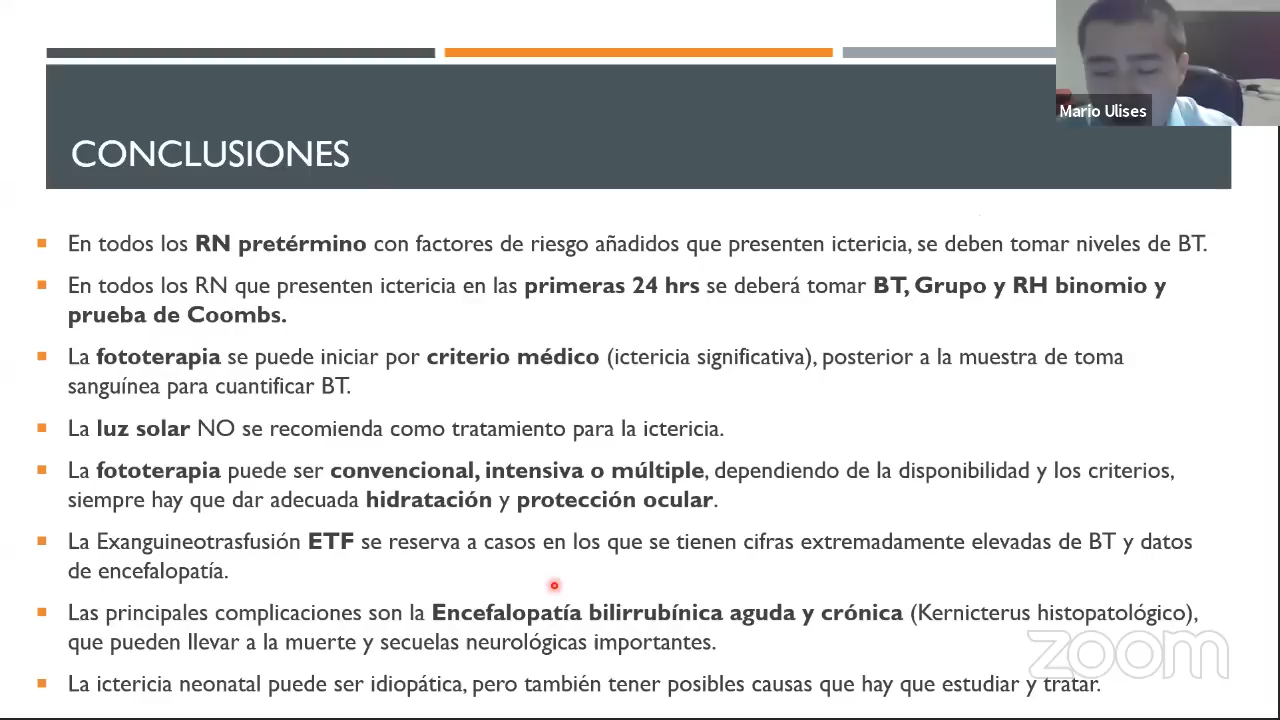 Mario Ulises
CONCLUSIONES
En todos los RN pretérmino con factores de riesgo añadidos que presenten ictericia, se deben tomar niveles de BT.
En todos los RN que presenten ictericia en las primeras 24 hrs se deberá tomar BT, Grupo y RH binomio y
prueba de Coombs.
La fototerapia se puede iniciar por criterio médico (ictericia significativa), posterior a la muestra de toma
sanguínea para cuantificar BT.
La luz solar NO se recomienda como tratamiento para la ictericia.
La fototerapia puede ser convencional, intensiva o múltiple, dependiendo de la disponibilidad y los criterios,
siempre hay que dar adecuada hidratación y protección ocular.
La Exanguineotrasfusión ETF se reserva a casos en los que se tienen cifras extremadamente elevadas de BT y datos
de encefalopatía.
Las principales complicaciones son la Encefalopatía bilirrubínica aguda y crónica (Kernicterus histopatológico),
que pueden llevar a la muerte y secuelas neurológicas importantes.
zoom
La ictericia neonatal puede ser idiopática, pero también tener posibles causas que hay que estudiar y tratar.